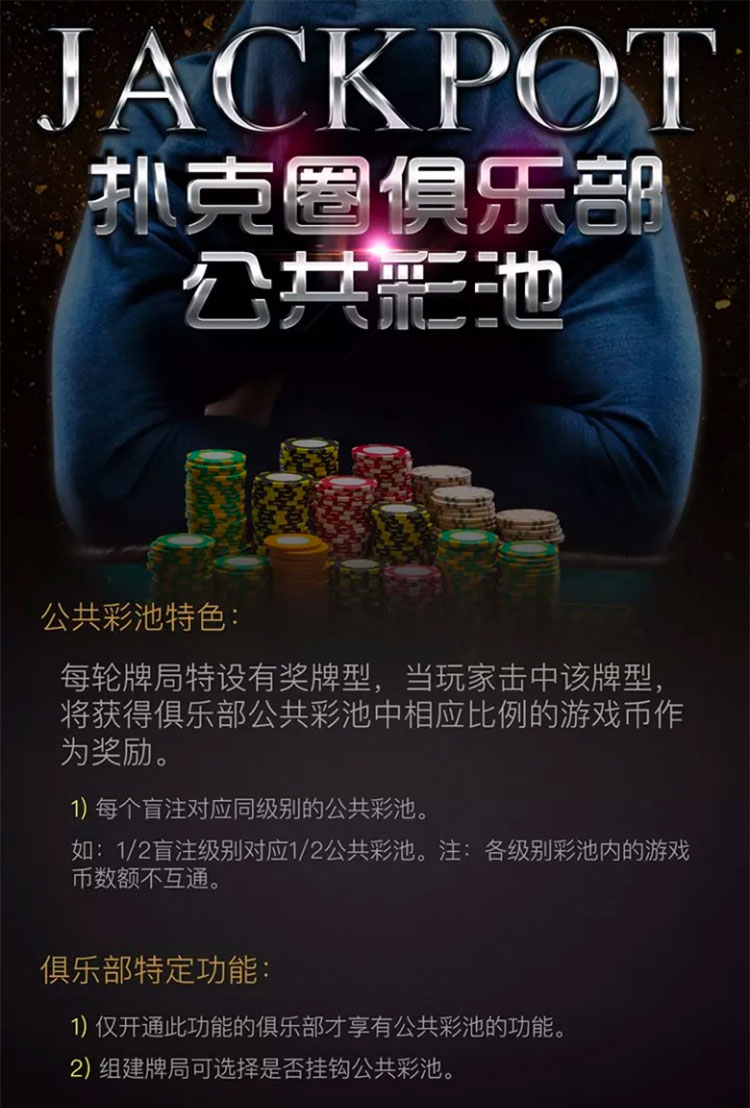 JACKPOT
扑克圈俱乐部
公共彩池
公共彩池特色：
每轮牌局特设有奖牌型，当玩家击中该牌型，
将获得俱乐部公共彩池中相应比例的游戏币作
为奖励。
1) 每个盲注对应同级别的公共彩池。
如：1/2盲注级别对应1/2公共彩池。注：各级别彩池内的游戏
币数额不互通。
俱乐部特定功能：
1) 仅开通此功能的俱乐部才享有公共彩池的功能。
2) 组建牌局可选择是否挂钩公共彩池。